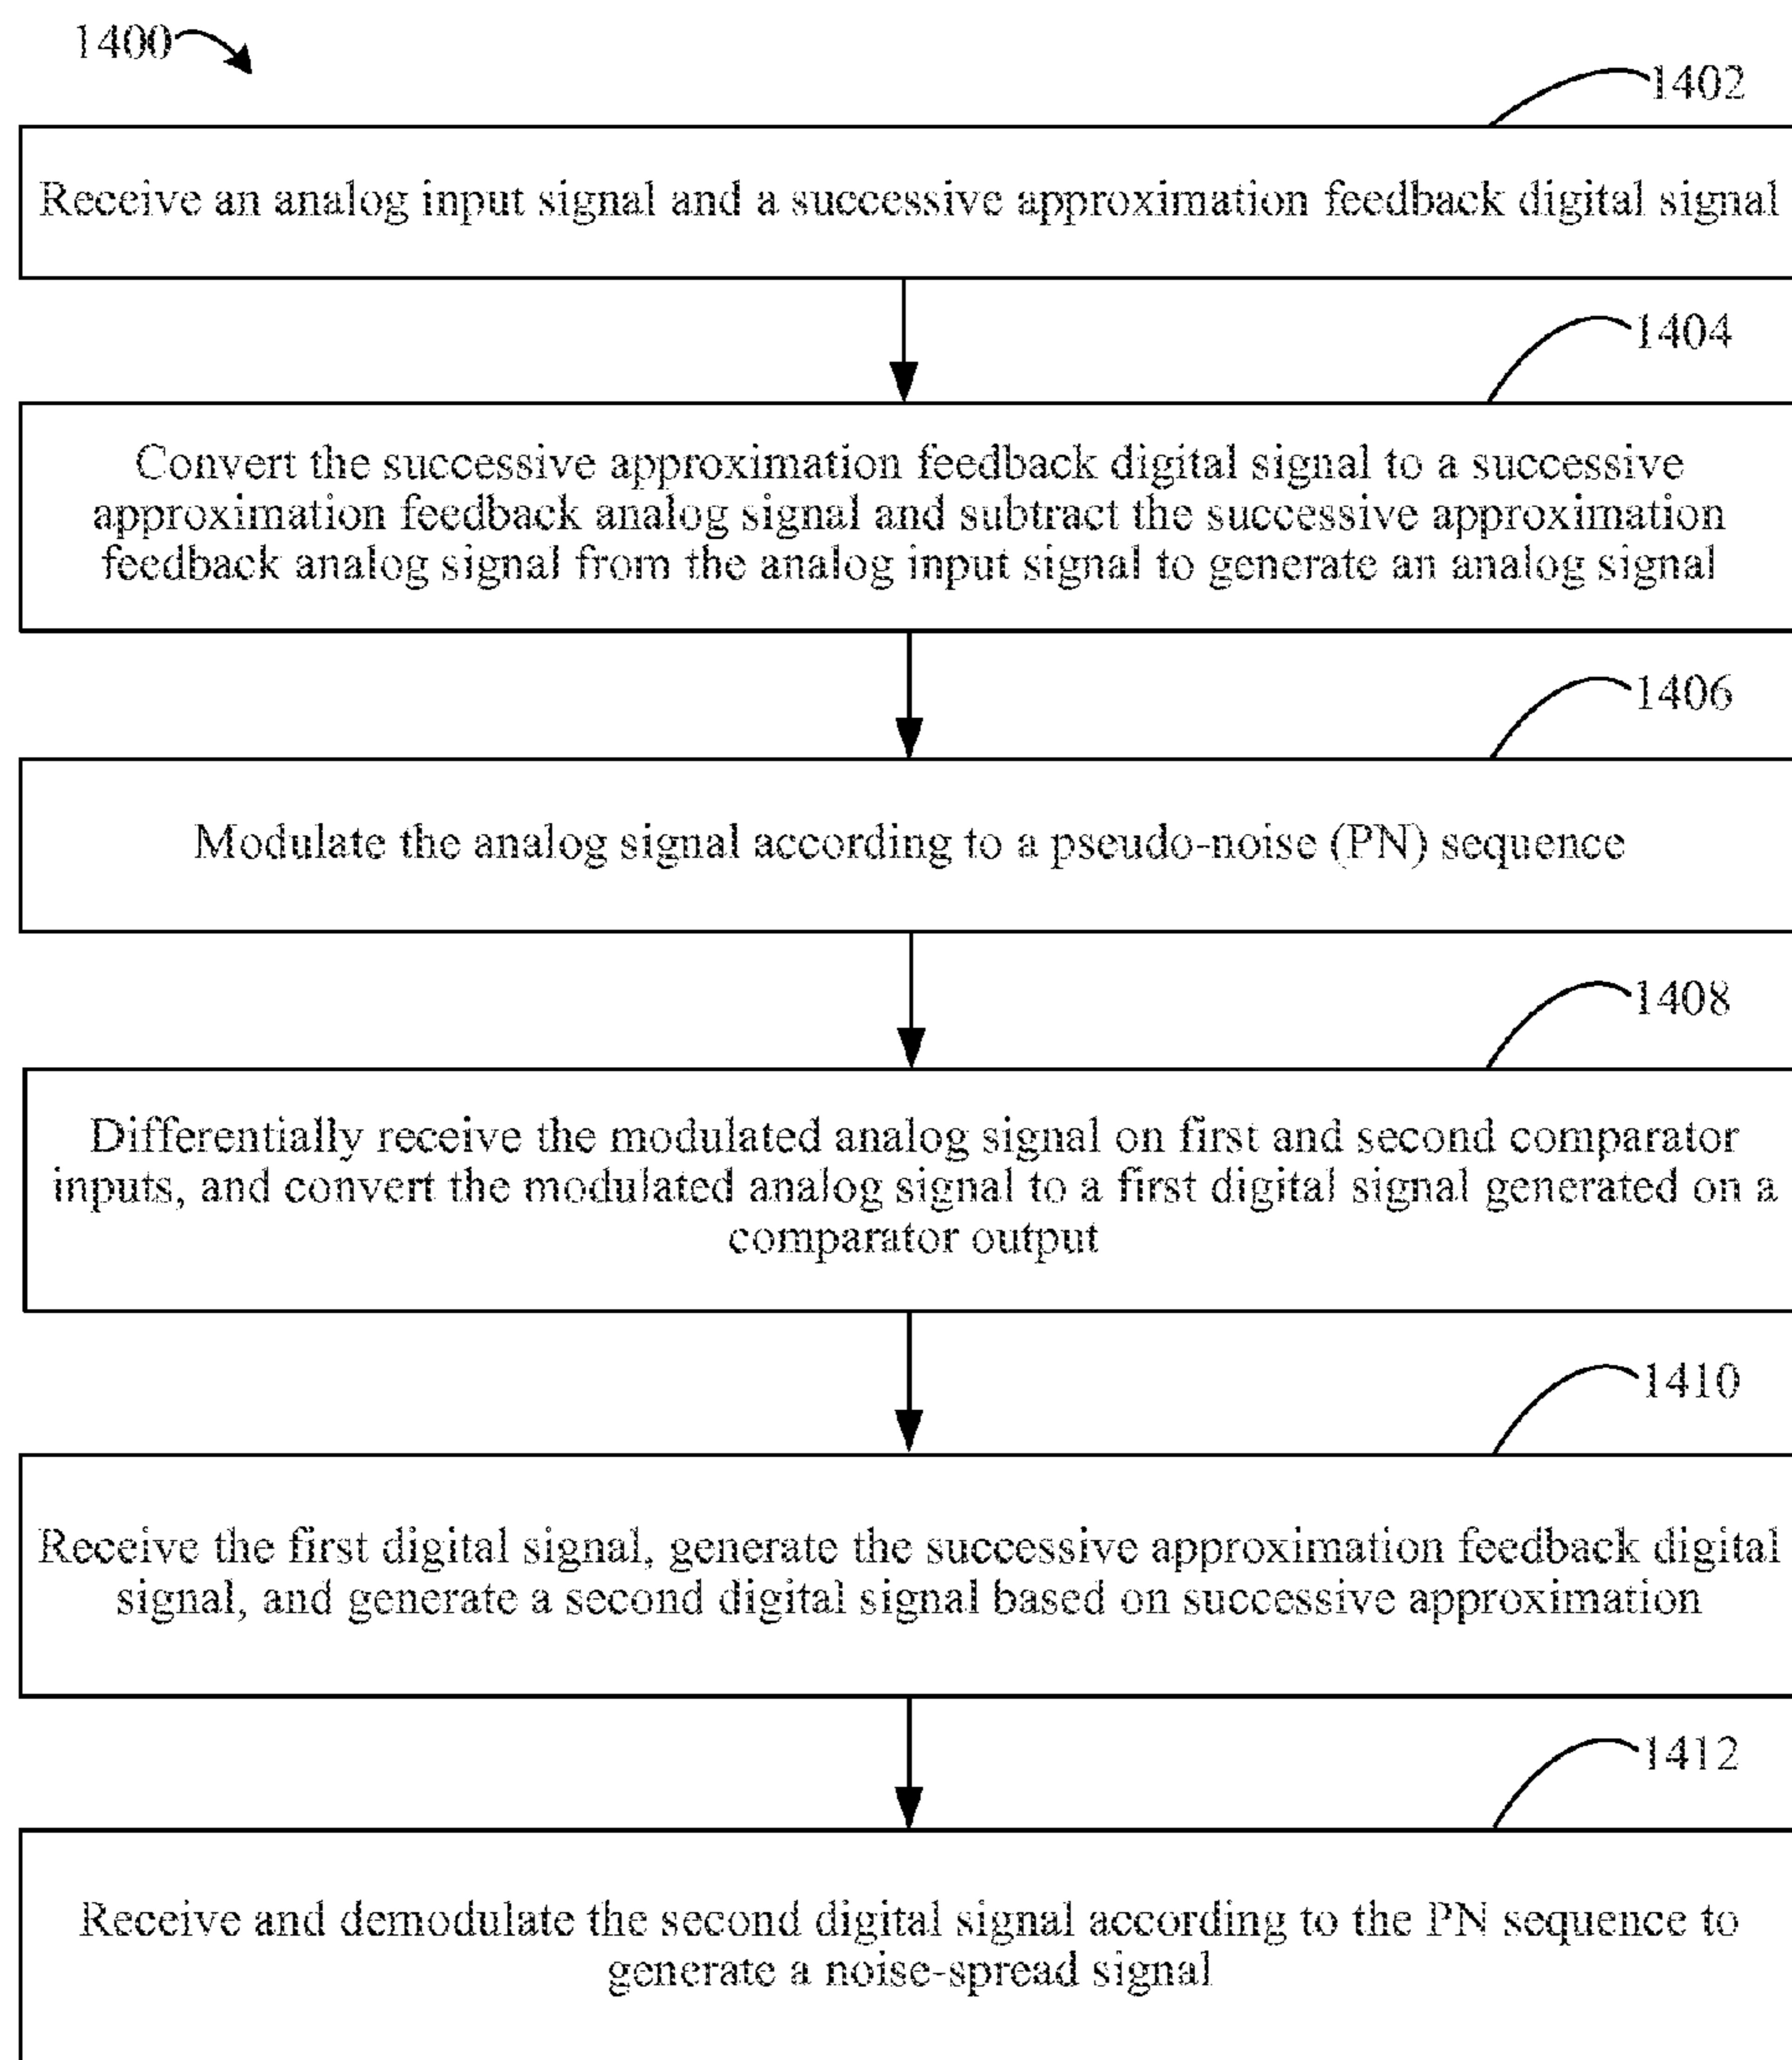 1400
1402
Receive an analog input signal and a successive approximation feedback digital signal
1404
Convert the successive approximation feedback digital signal to a successive
approximation feedback analog signal and subtract the successive approximation
feedback analog signal from the analog input signal to generate an analog signal
1406
Modulate the analog signal according to a pseudo-noise (PN) sequence
1408
Differentially receive the modulated analog signal on first and second comparator
inputs, and convert the modulated analog signal to a first digital signal generated on a
comparator output
1410
Receive the first digital signal, generate the successive approximation feedback digital
signal, and generate a second digital signal based on successive approximation
1412
Receive and demodulate the second digital signal according to the PN sequence to
generate a noise-spread signal